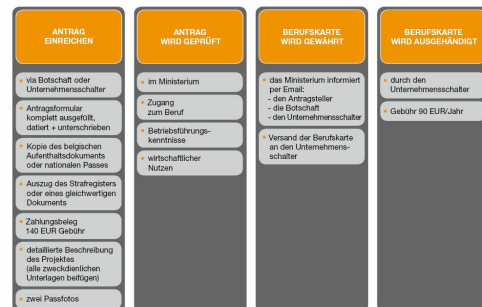 ANTRAG
EINREICHEN
via Botschaft oder
Unternehmensschalter
Antragsformular
komplett ausgefüllt,
datiert + unterschrieben
Kopie des belgischen
Aufenthaltsdokuments
oder nationalen Passes
Auszug des Strafregisters
oder eines gleichwertigen
Dokuments
Zahlungsbeleg
140 EUR Gebühr
detaillierte Beschreibung
des Projektes
(alle zweckdienlichen
Unterlagen beifügen)
zwei Passfotos
ANTRAG
WIRD GEPRÜFT
im Ministerium
Zugang
zum Beruf
Betriebsführungs-
kenntnisse
wirtschaftlicher
Nutzen
BERUFSKARTE
WIRD GEWÄHRT
das Ministerium informiert
per Email:
- den Antragsteller
- die Botschaft
- den Unternehmensschalter
Versand der Berufskarte
an den Unternehmens-
schalter
BERUFSKARTE
WIRD AUSGEHÄNDIGT
durch den
Unternehmensschalter
Gebühr 90 EUR/Jahr